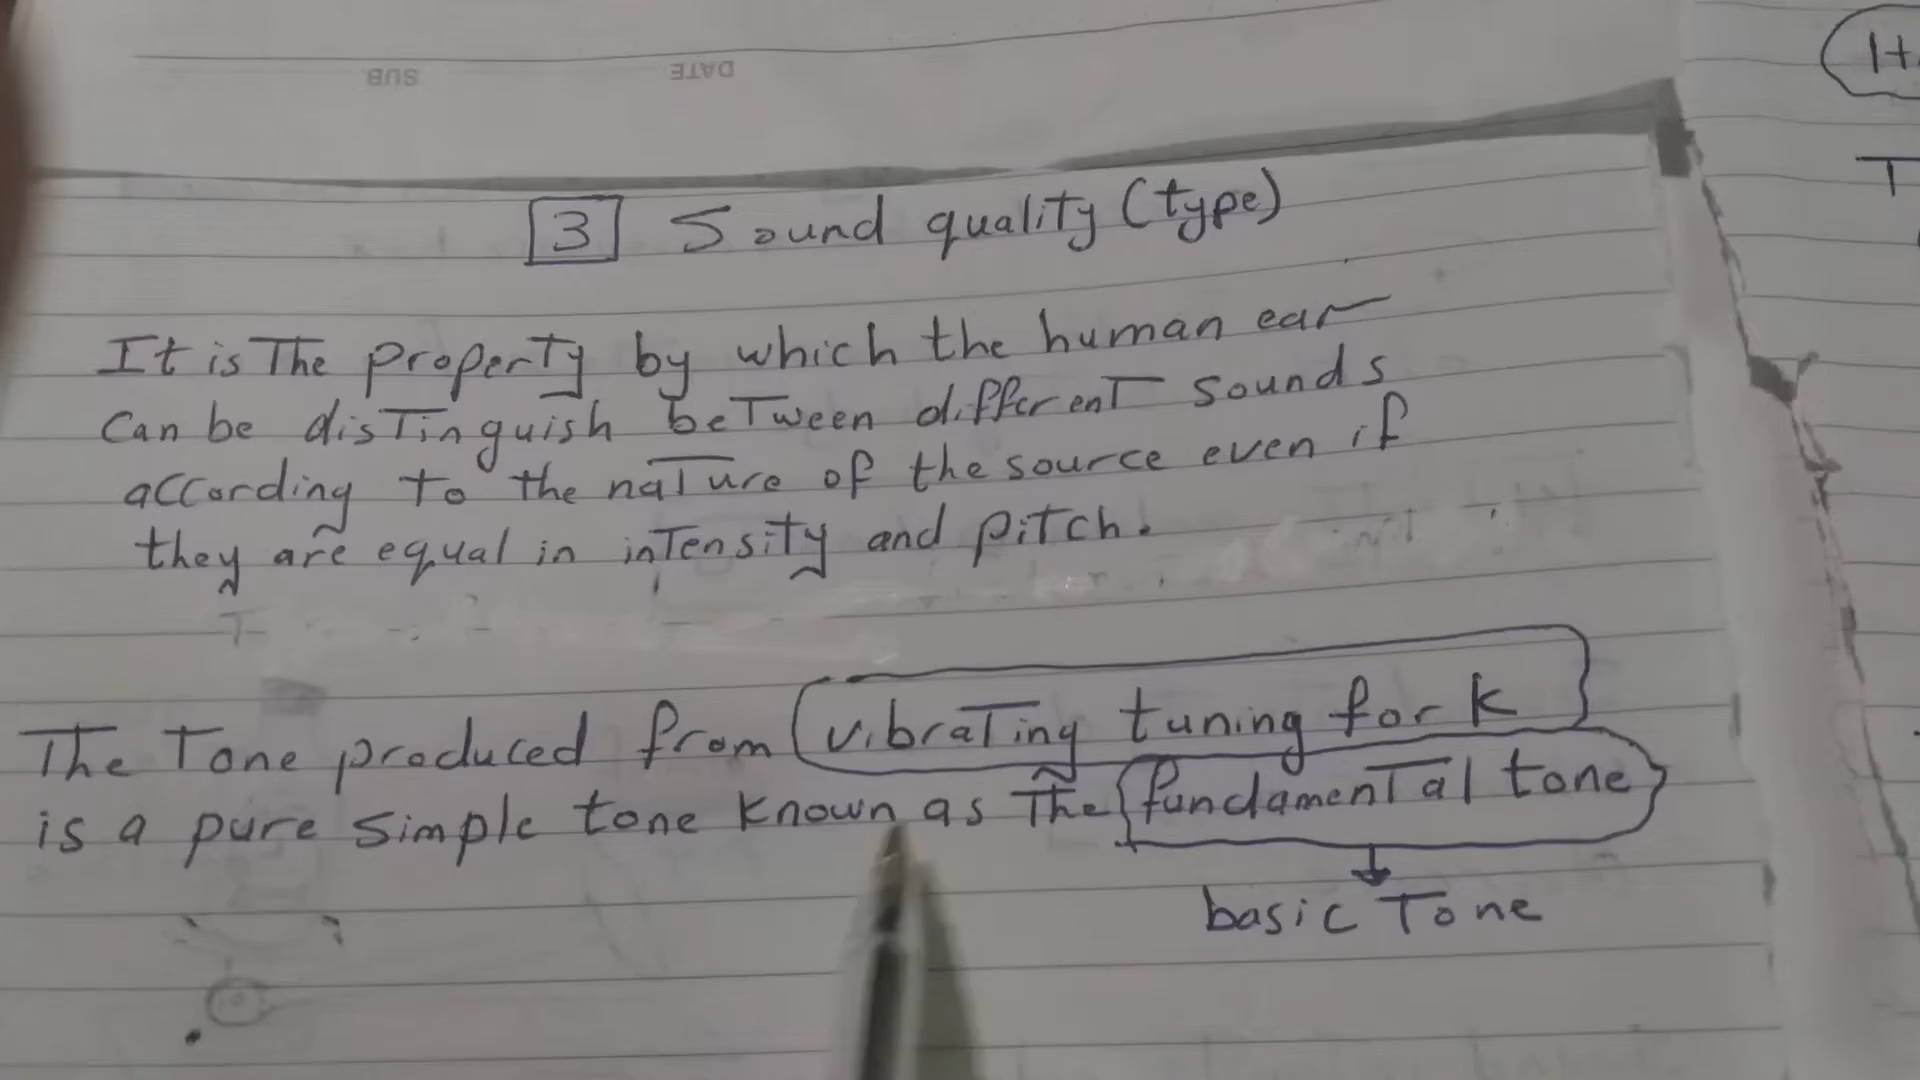 SUB DATE
3 Sound quality (type)
It is The properTy by which the human ear
Can be disTinguish beTween differenT sounds
according to the naTure of the source even if
they are equal in inTensity and piTch.
The Tone produced from vibraTing tuning fork
is a pure simple tone known as The fundamenTal tone
basic Tone